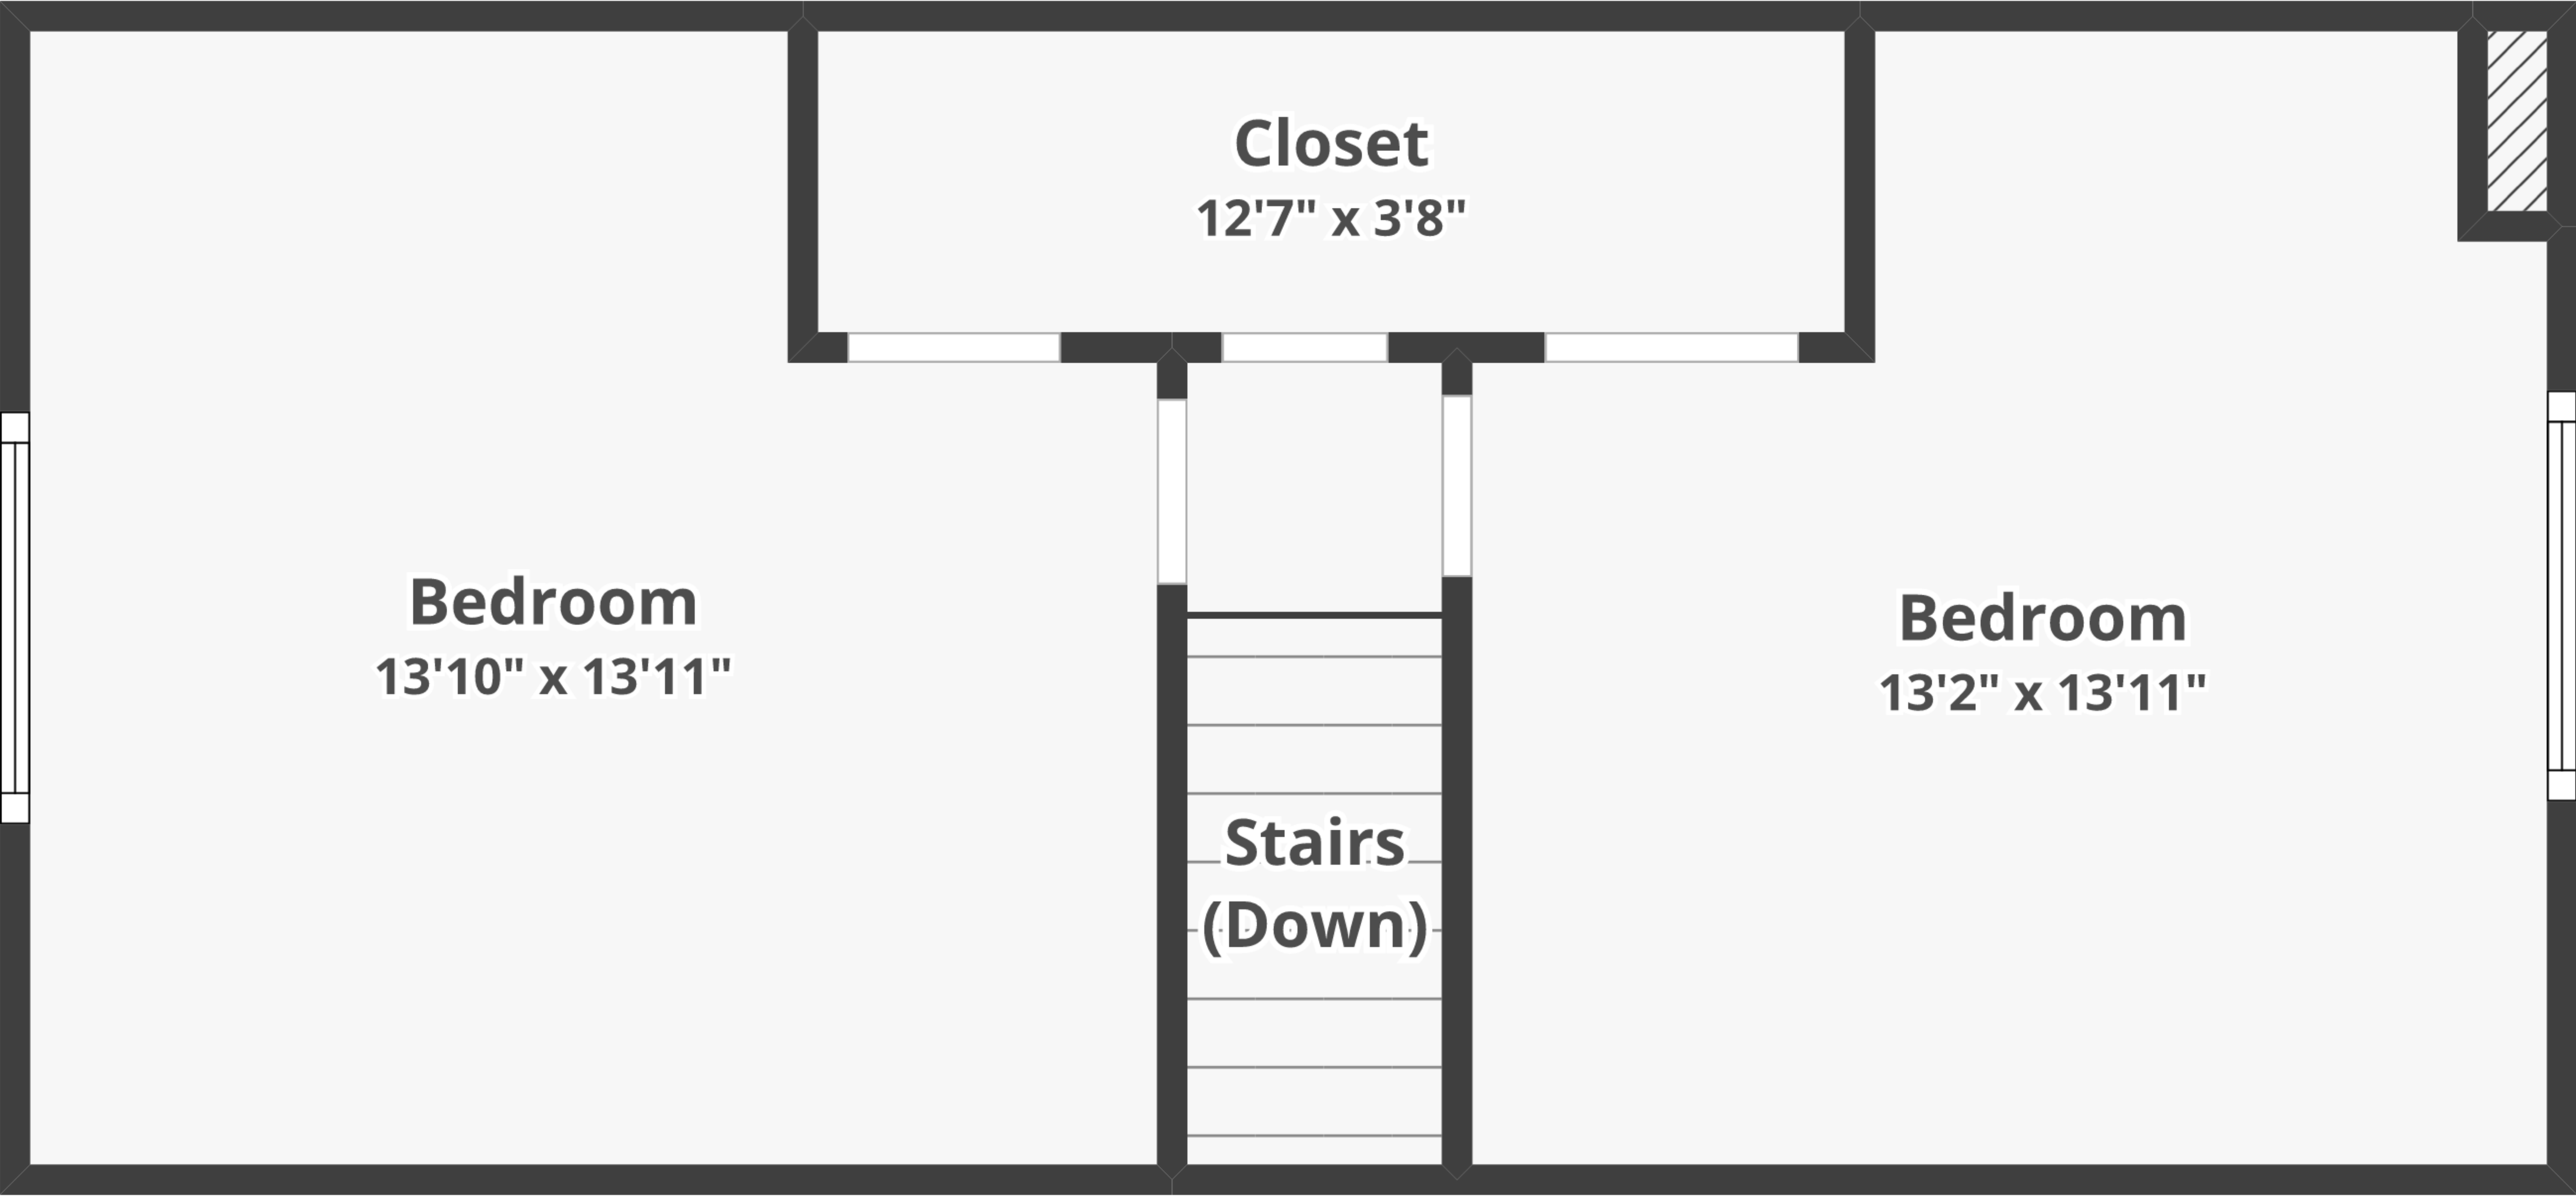 Closet
12'7" x 3'8"
Bedroom
13'10" x 13'11"
Bedroom
13'2" x 13'11"
Stairs
(Down)